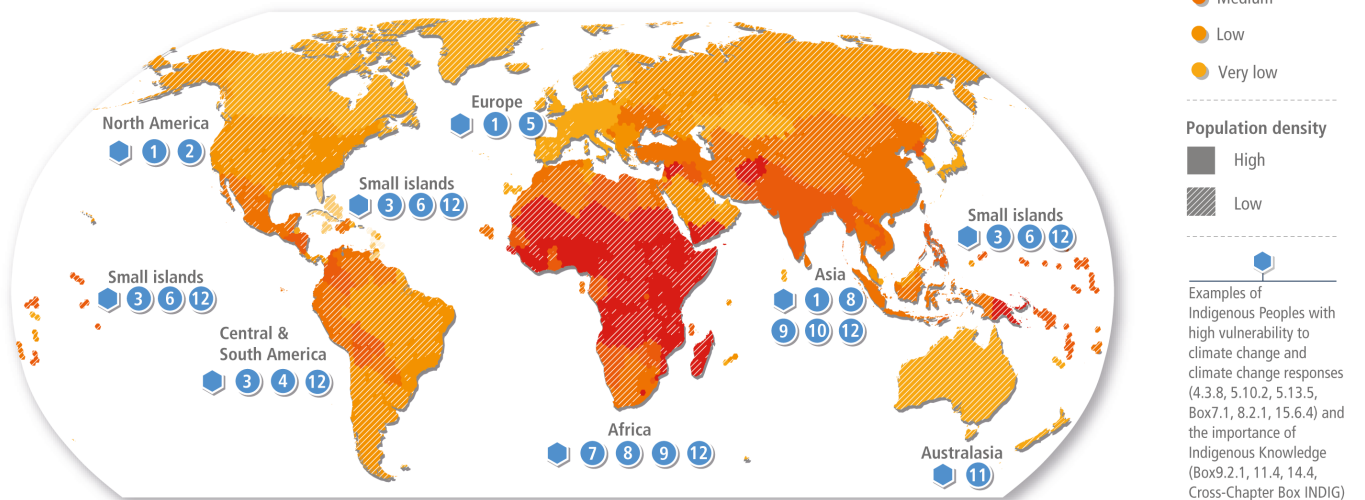 Medium
Low
Very low
Population density
High
Low
Examples of
Indigenous Peoples with
high vulnerability to
climate change and
climate change responses
(4.3.8, 5.10.2, 5.13.5,
Box7.1, 8.2.1, 15.6.4) and
the importance of
Indigenous Knowledge
(Box9.2.1, 11.4, 14.4,
Cross-Chapter Box INDIG)
North America
1 2
Europe
1 5
Small islands
3 6 12
Small islands
3 6 12
Small islands
3 6 12
Asia
1 8
9 10 12
Central &
South America
3 4 12
Africa
7 8 9 12
Australasia
11